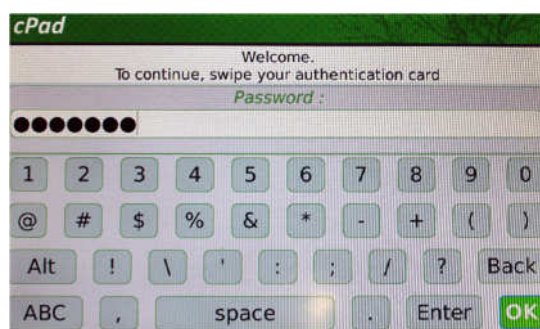 cPad
Welcome.
To continue, swipe your authentication card
Password :
●●●●●●●
1 2 3 4 5 6 7 8 9 0
@ # $ % & * - + ( )
Alt ! \ ' : ; / ? Back
ABC , space . Enter OK